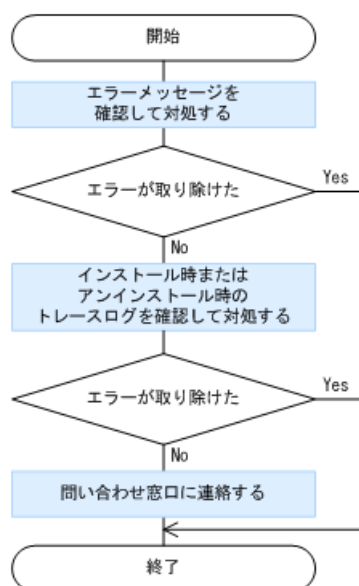 開始
エラーメッセージを
確認して対処する
エラーが取り除けた
Yes
No
インストール時または
アンインストール時の
トレースログを確認して対処する
エラーが取り除けた
Yes
No
問い合わせ窓口に連絡する
終了